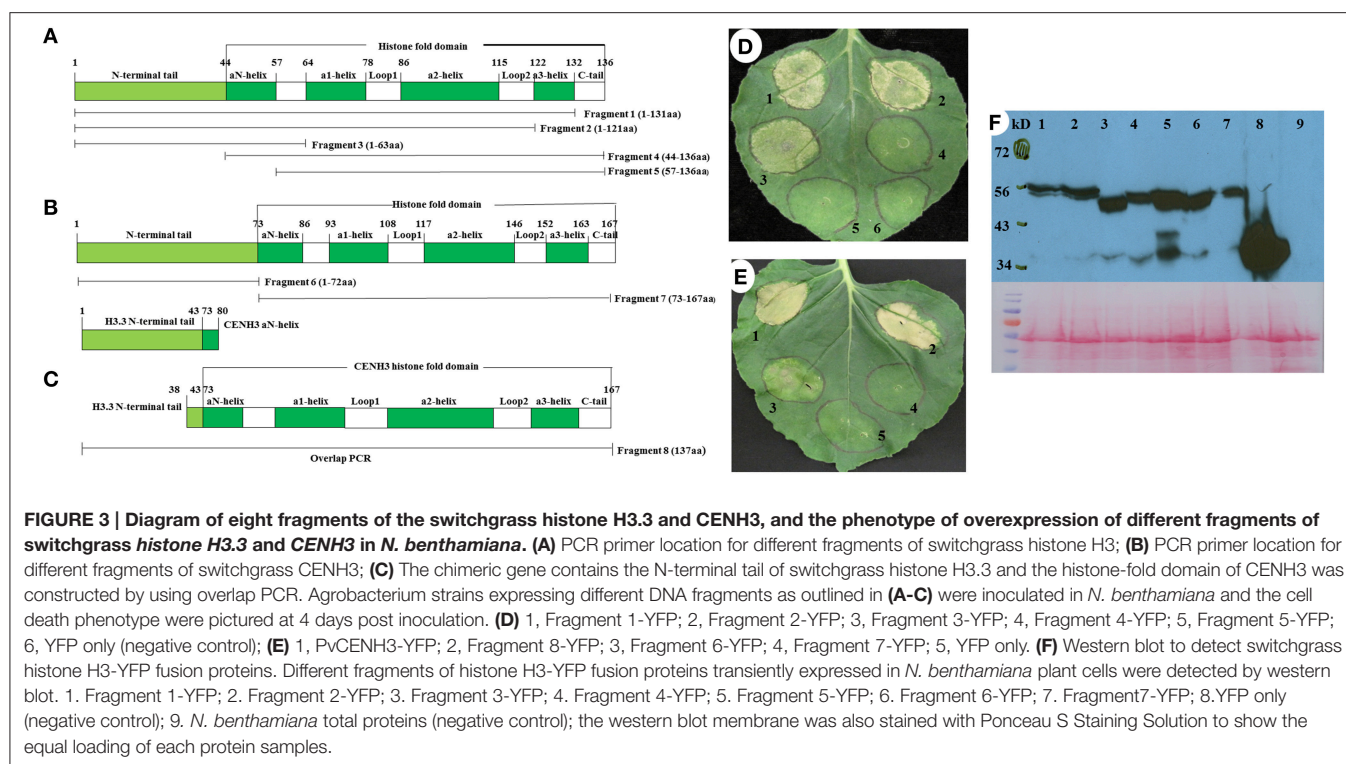 A
Histone fold domain
1 44 57 64 78 86 115 122 132 136
N-terminal tail aN-helix a1-helix Loop1 a2-helix Loop2 a3-helix C-tail
Fragment 1 (1-131aa)
Fragment 2 (1-121aa)
Fragment 3 (1-63aa)
Fragment 4 (44-136aa)
Fragment 5 (57-136aa)
B
Histone fold domain
1 73 86 93 108 117 146 152 163 167
N-terminal tail aN-helix a1-helix Loop1 a2-helix Loop2 a3-helix C-tail
Fragment 6 (1-72aa)
Fragment 7 (73-167aa)
1 43 73 80
H3.3 N-terminal tail CENH3 aN-helix
C
CENH3 histone fold domain
38 43 73 167
H3.3 N-terminal tail aN-helix a1-helix Loop1 a2-helix Loop2 a3-helix C-tail
Fragment 8 (137aa)
Overlap PCR
D
1 2
3 4
5 6
E
1 2
3 4
5
F kD 1 2 3 4 5 6 7 8 9
72
56
43
34
FIGURE 3 | Diagram of eight fragments of the switchgrass histone H3.3 and CENH3, and the phenotype of overexpression of different fragments of
switchgrass histone H3.3 and CENH3 in N. benthamiana. (A) PCR primer location for different fragments of switchgrass histone H3; (B) PCR primer location for
different fragments of switchgrass CENH3; (C) The chimeric gene contains the N-terminal tail of switchgrass histone H3.3 and the histone-fold domain of CENH3 was
constructed by using overlap PCR. Agrobacterium strains expressing different DNA fragments as outlined in (A-C) were inoculated in N. benthamiana and the cell
death phenotype were pictured at 4 days post inoculation. (D) 1, Fragment 1-YFP; 2, Fragment 2-YFP; 3, Fragment 3-YFP; 4, Fragment 4-YFP; 5, Fragment 5-YFP;
6, YFP only (negative control); (E) 1, PvCENH3-YFP; 2, Fragment 8-YFP; 3, Fragment 6-YFP; 4, Fragment 7-YFP; 5, YFP only. (F) Western blot to detect switchgrass
histone H3-YFP fusion proteins. Different fragments of histone H3-YFP fusion proteins transiently expressed in N. benthamiana plant cells were detected by western
blot. 1. Fragment 1-YFP; 2. Fragment 2-YFP; 3. Fragment 3-YFP; 4. Fragment 4-YFP; 5. Fragment 5-YFP; 6. Fragment 6-YFP; 7. Fragment7-YFP; 8.YFP only
(negative control); 9. N. benthamiana total proteins (negative control); the western blot membrane was also stained with Ponceau S Staining Solution to show the
equal loading of each protein samples.